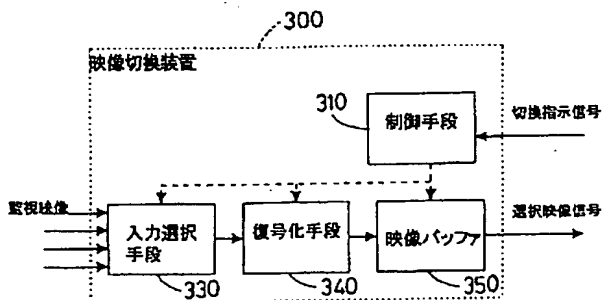 300
映像切換装置
310
制御手段
切換指示信号
監視映像
入力選択
手段
復号化手段
映像バッファ
選択映像信号
330
340
350